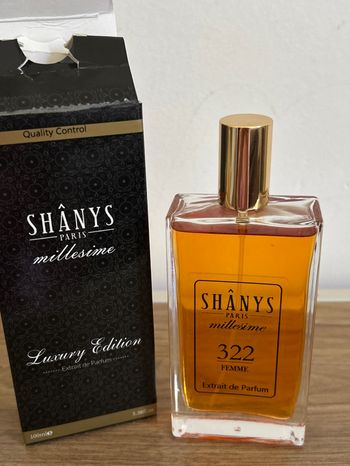 Quality Control
SHÂNYS
PARIS
millesime
Luxury Edition
Extrait de Parfum
100ml e
SHÂNYS
PARIS
millesime
322
FEMME
Extrait de Parfum